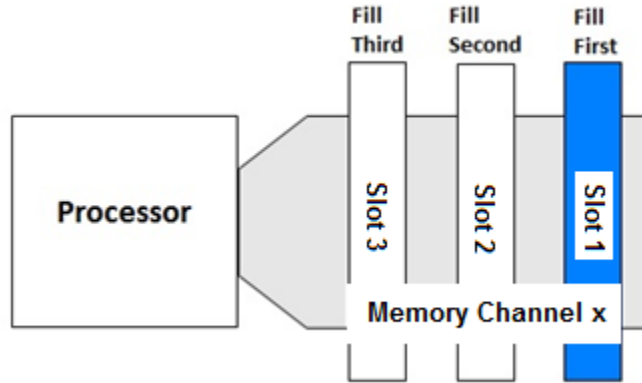 Fill Third
Fill Second
Fill First
Processor
Slot 3
Slot 2
Slot 1
Memory Channel x